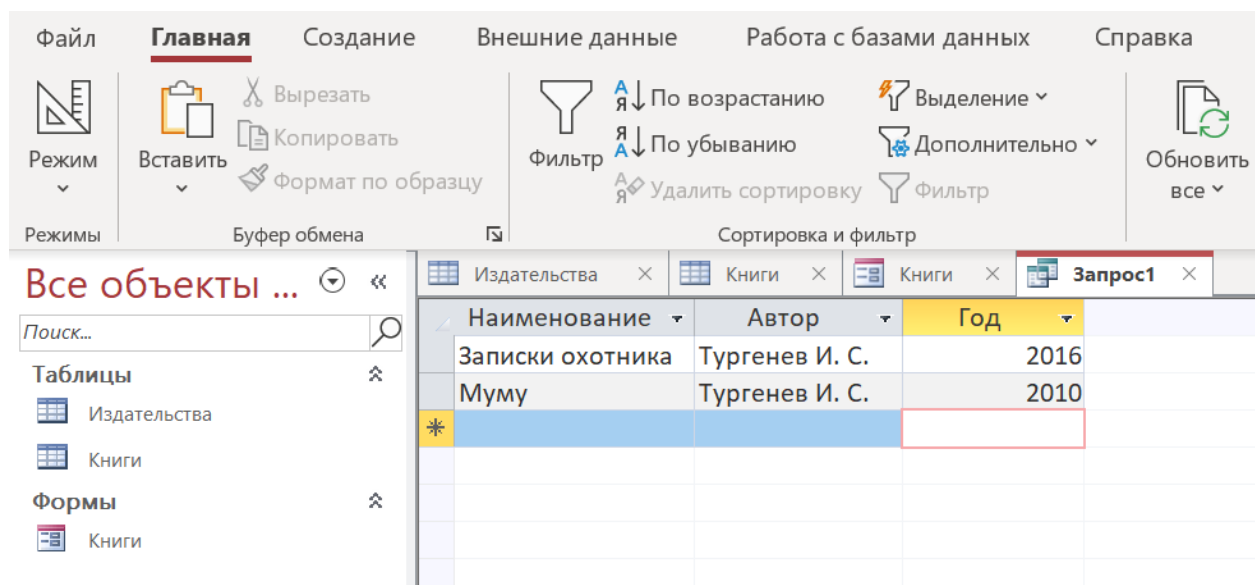 Файл Главная Создание Внешние данные Работа с базами данных Справка
Режим
Режимы
Вставить
Вырезать
Копировать
Формат по образцу
Буфер обмена
Фильтр
По возрастанию
По убыванию
Удалить сортировку
Выделение
Дополнительно
Фильтр
Сортировка и фильтр
Обновить
все
Все объекты ...
Поиск...
Таблицы
Издательства
Книги
Формы
Книги
Издательства Книги Книги Запрос1
Наименование Автор Год
Записки охотника Тургенев И. С. 2016
Муму Тургенев И. С. 2010